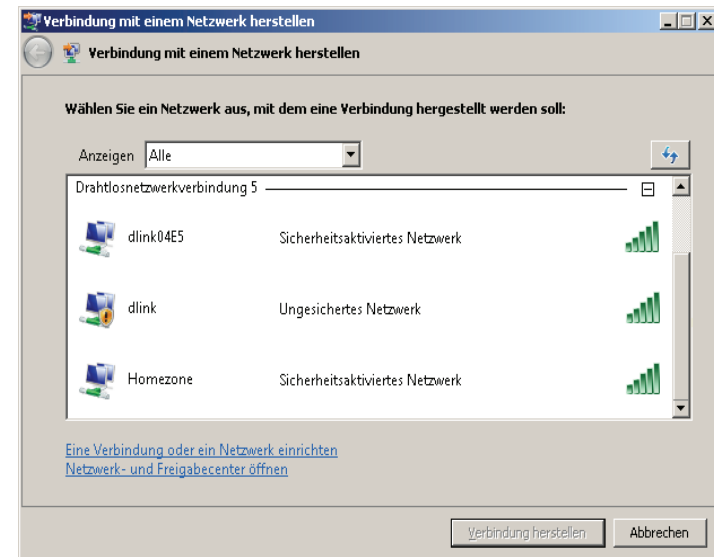 Verbindung mit einem Netzwerk herstellen
Verbindung mit einem Netzwerk herstellen
Wählen Sie ein Netzwerk aus, mit dem eine Verbindung hergestellt werden soll:
Anzeigen Alle
Drahtlosnetzwerkverbindung 5
dlink04E5 Sicherheitsaktiviertes Netzwerk
dlink Ungesichertes Netzwerk
Homezone Sicherheitsaktiviertes Netzwerk
Eine Verbindung oder ein Netzwerk einrichten
Netzwerk- und Freigabecenter öffnen
Verbindung herstellen Abbrechen